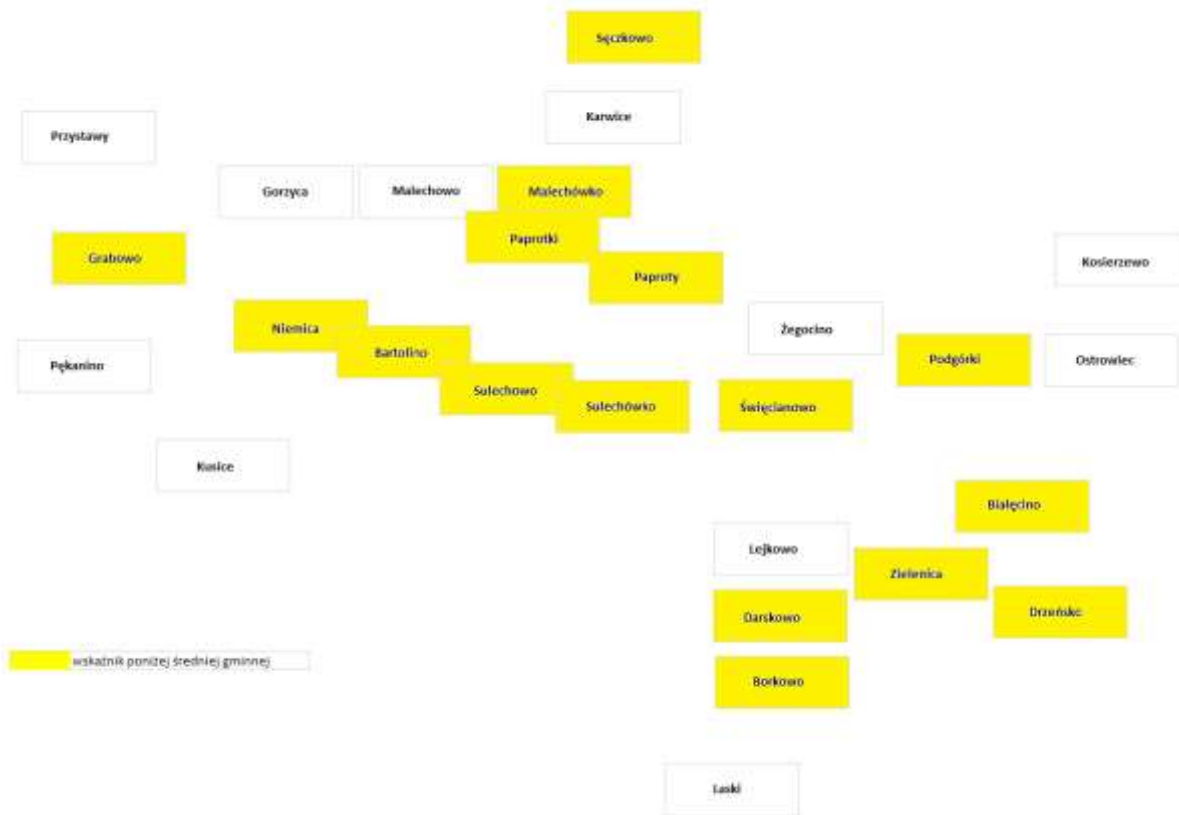 Sęczkowo
Karwice
Przystawy
Gorzyca
Malechowo
Malechówko
Paprotki
Grabowo
Paproty
Kosierzewo
Niemica
Żegocino
Bartolino
Podgórki
Ostrowiec
Pękanino
Sulechowo
Sulechówko
Święcianowo
Kusice
Białęcino
Lejkowo
Zielenica
Darskowo
Drzeńsko
wskaźnik poniżej średniej gminnej
Borkowo
Laski